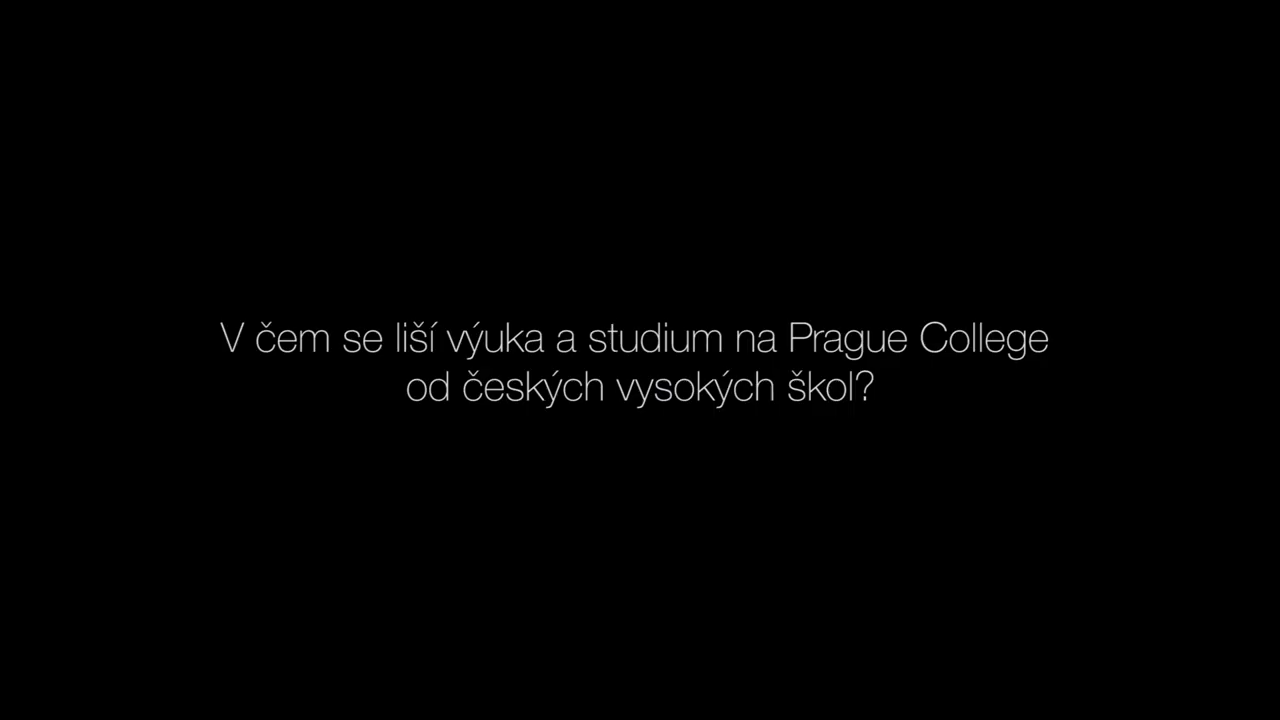 V čem se liší výuka a studium na Prague College
od českých vysokých škol?